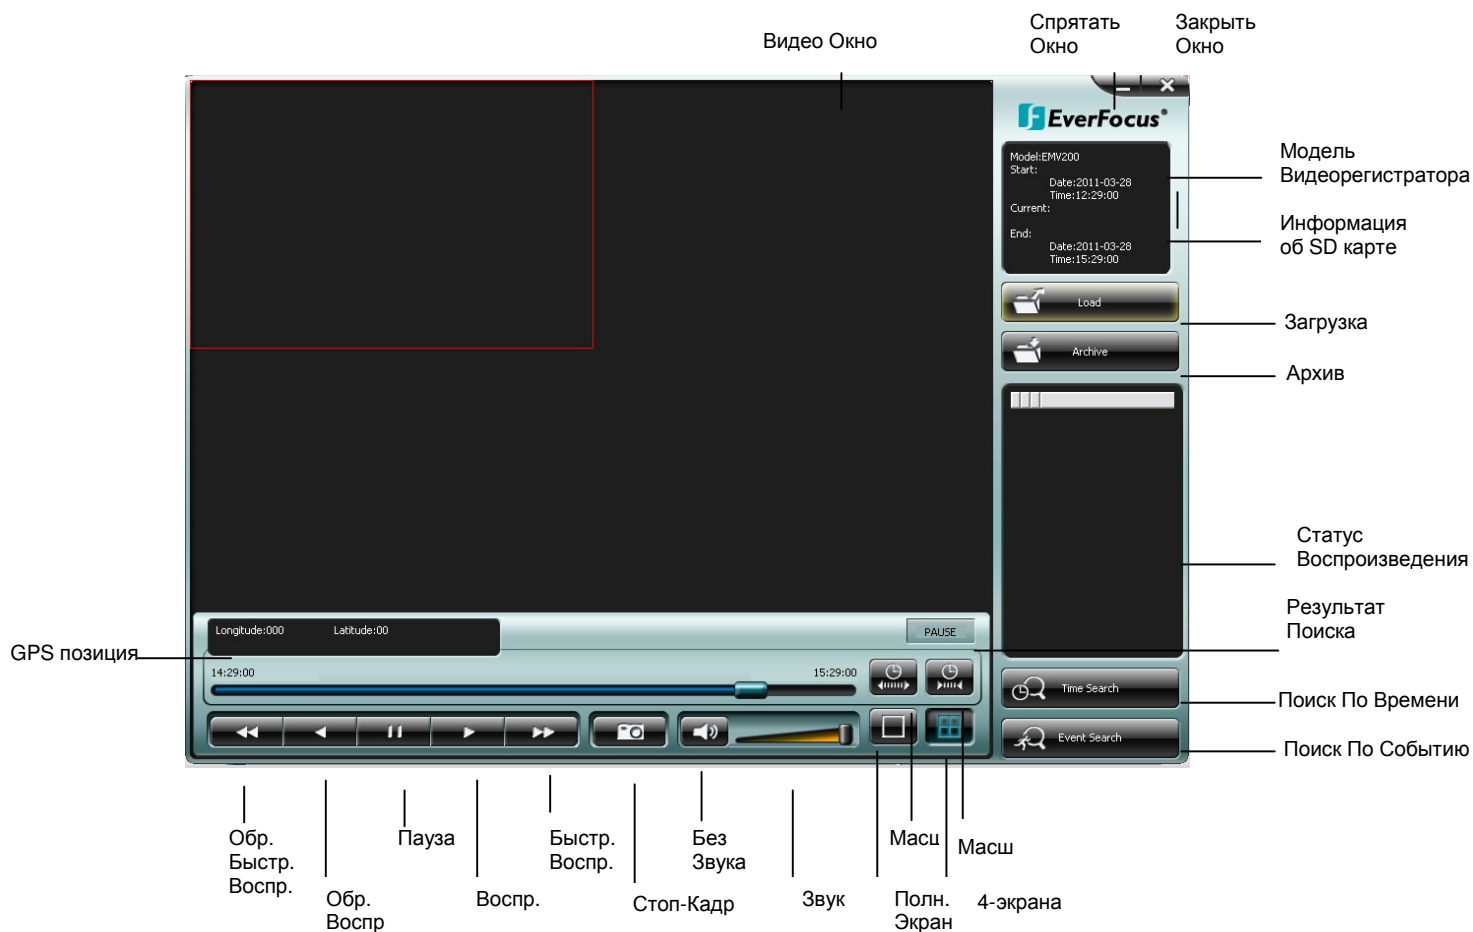 Видео Окно
Спрятать
Окно
Закрыть
Окно
EverFocus®
Model:EMV200
Start:
Date:2011-03-28
Time:12:29:00
Current:
End:
Date:2011-03-28
Time:15:29:00
Модель
Видеорегистратора
Информация
об SD карте
Load
Загрузка
Archive
Архив
Статус
Воспроизведения
Результат
Поиска
Longitude:000 Latitude:00
PAUSE
GPS позиция
14:29:00 15:29:00
Time Search
Поиск По Времени
Event Search
Поиск По Событию
Обр.
Быстр.
Воспр.
Обр.
Воспр
Пауза
Воспр.
Быстр.
Воспр.
Стоп-Кадр
Без
Звука
Звук
Масш
Полн.
Экран
Масш
4-экрана